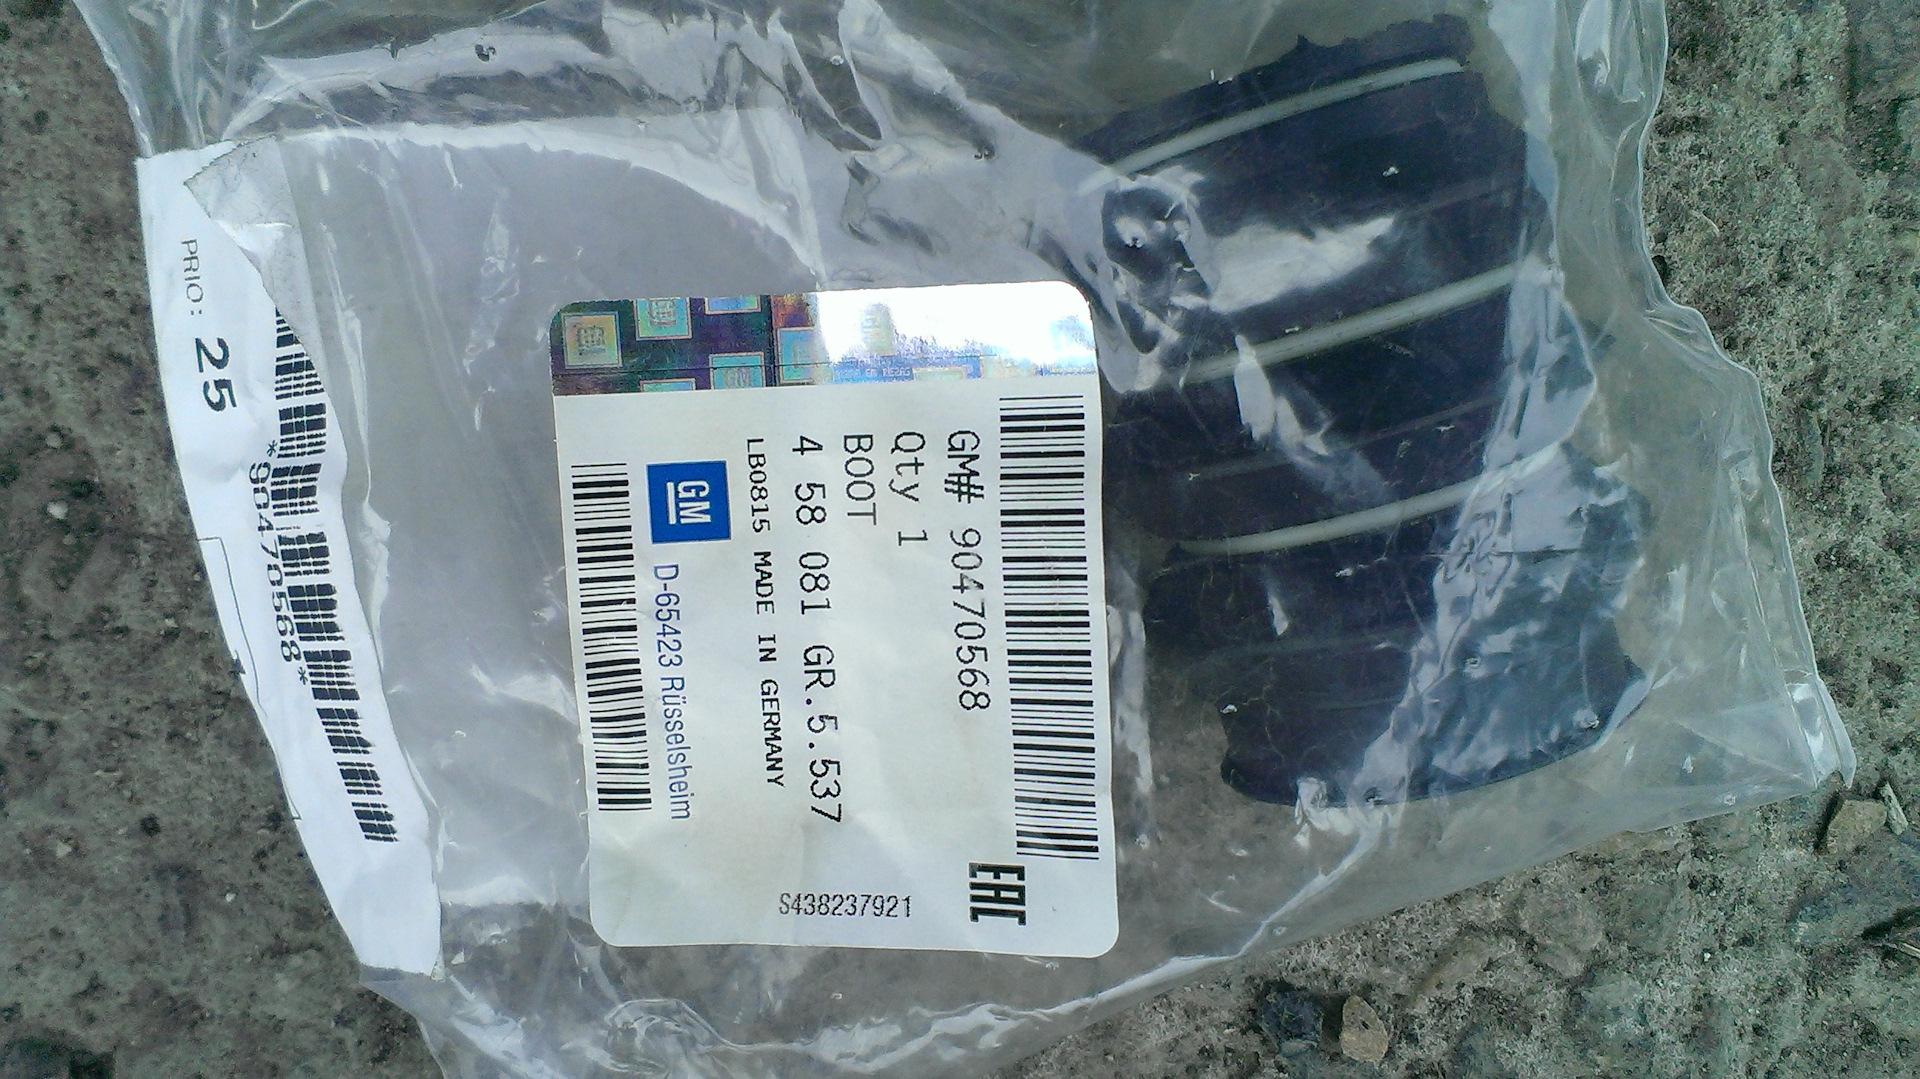 GM# 90470568
Qty 1
BOOT
4 58 081 GR.5.537
LB0815 MADE IN GERMANY
GM
D-65423 Rüsselsheim
S438237921
EAC
PRIO: 25
*90470568*